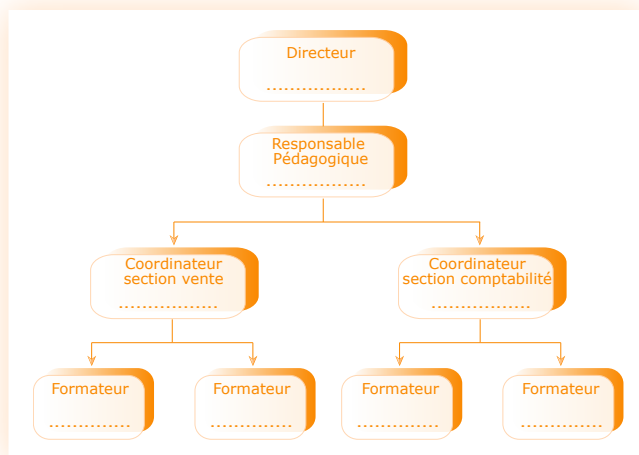 Directeur
.................
Responsable
Pédagogique
.................
Coordinateur
section vente
.................
Coordinateur
section comptabilité
.................
Formateur
..............
Formateur
..............
Formateur
..............
Formateur
..............